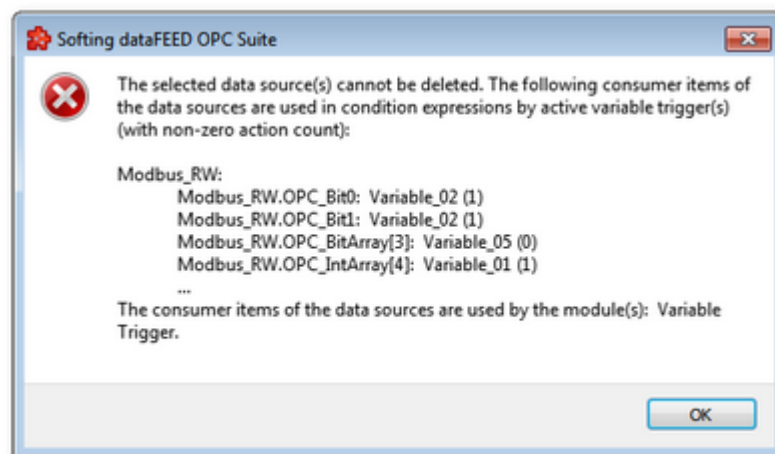 Softing dataFEED OPC Suite
The selected data source(s) cannot be deleted. The following consumer items of
the data sources are used in condition expressions by active variable trigger(s)
(with non-zero action count):
Modbus_RW:
Modbus_RW.OPC_Bit0:  Variable_02 (1)
Modbus_RW.OPC_Bit1:  Variable_02 (1)
Modbus_RW.OPC_BitArray[3]:  Variable_05 (0)
Modbus_RW.OPC_IntArray[4]:  Variable_01 (1)
...
The consumer items of the data sources are used by the module(s):  Variable
Trigger.
OK